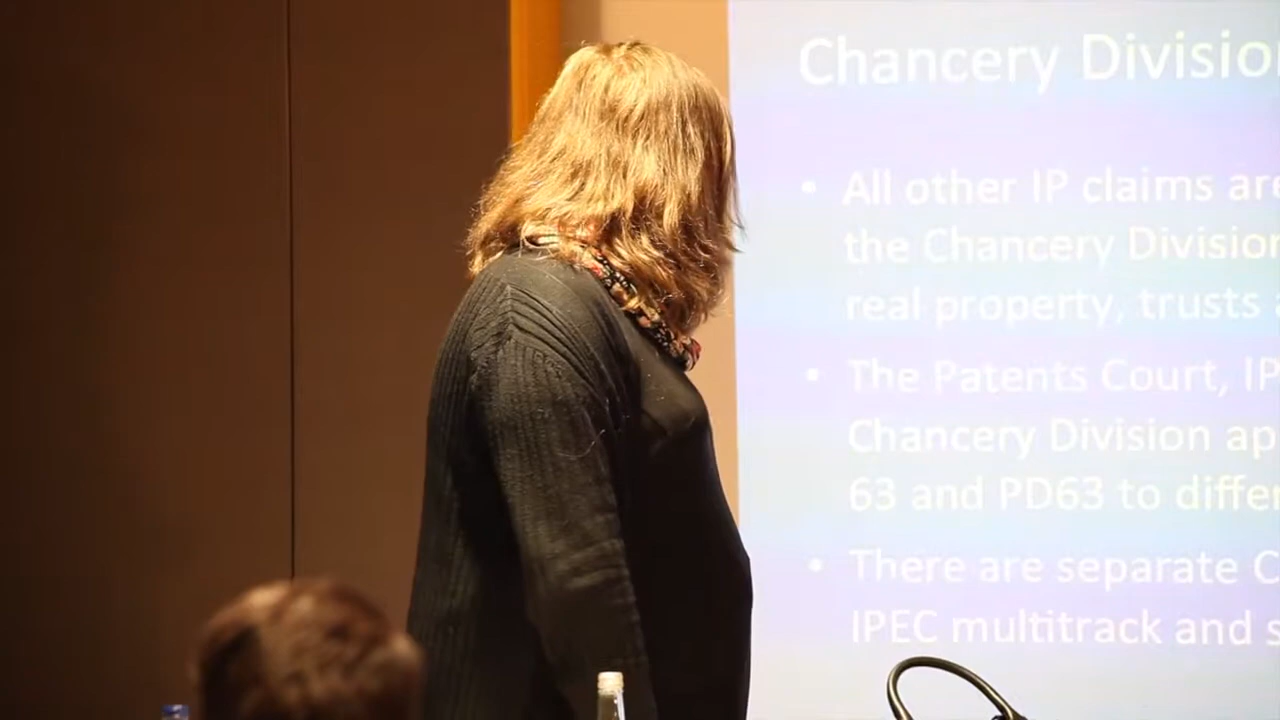 Chancery Division
• All other IP claims are
the Chancery Division
real property, trusts
• The Patents Court, IP
Chancery Division ap
63 and PD63 to differ
• There are separate C
IPEC multitrack and s